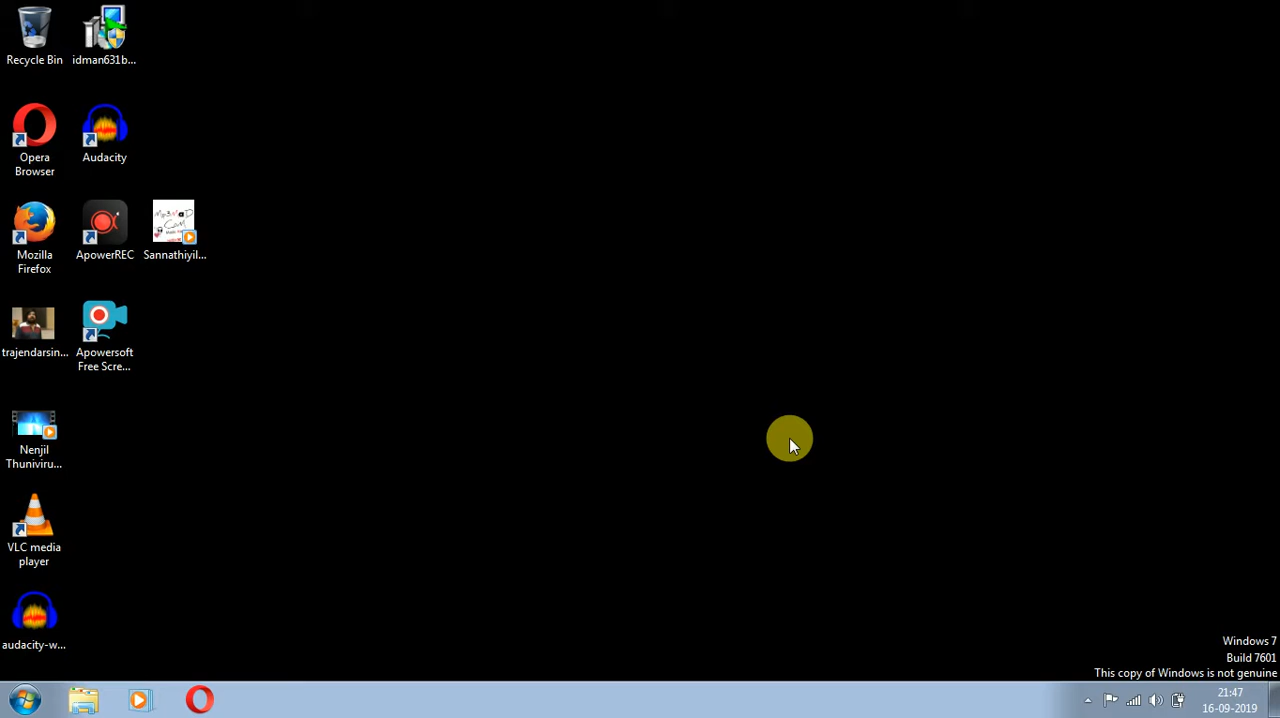 Recycle Bin
idman631b...
Opera
Browser
Audacity
Mozilla
Firefox
ApowerREC
Sannathiyil...
trajendarsin...
Apowersoft
Free Scre...
Nenjil
Thuniviru...
VLC media
player
audacity-w...
Windows 7
Build 7601
This copy of Windows is not genuine
21:47
16-09-2019